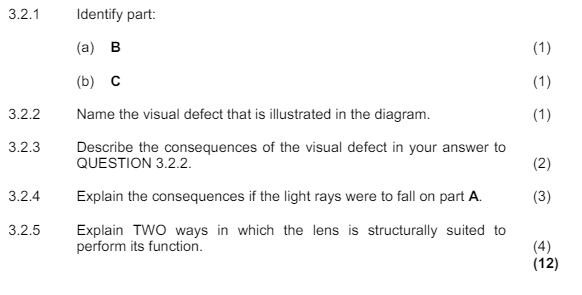 3.2.1 Identify part:
(a) B (1)
(b) C (1)
3.2.2 Name the visual defect that is illustrated in the diagram. (1)
3.2.3 Describe the consequences of the visual defect in your answer to
QUESTION 3.2.2. (2)
3.2.4 Explain the consequences if the light rays were to fall on part A. (3)
3.2.5 Explain TWO ways in which the lens is structurally suited to
perform its function. (4)
(12)